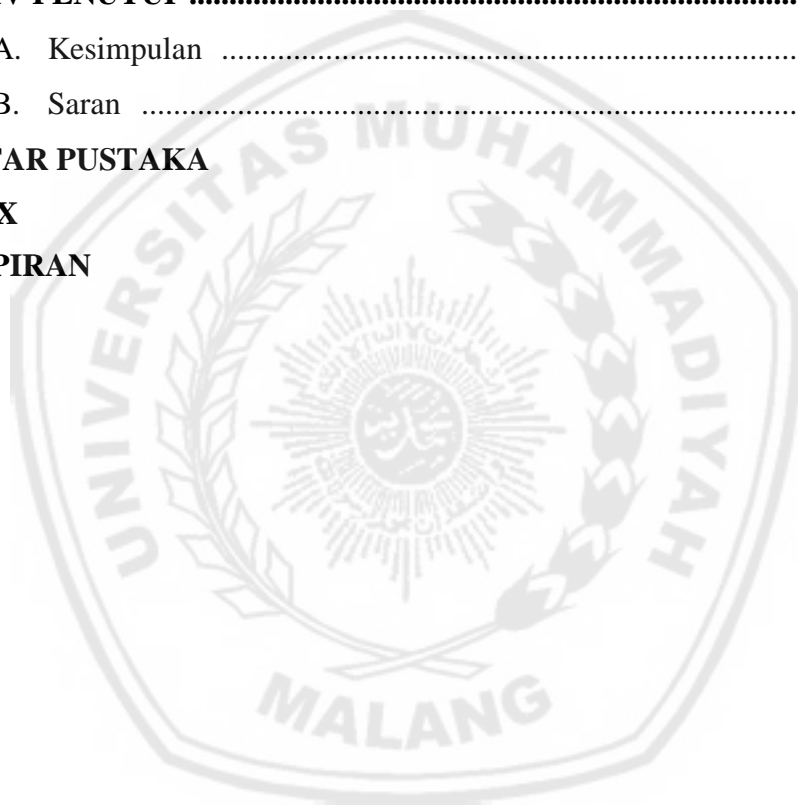 V PENUTUP ................................................................................
A. Kesimpulan ........................................................................
B. Saran ..................................................................................
TAR PUSTAKA
X
PIRAN
UNIVERSITAS MUHAMMADIYAH
MALANG